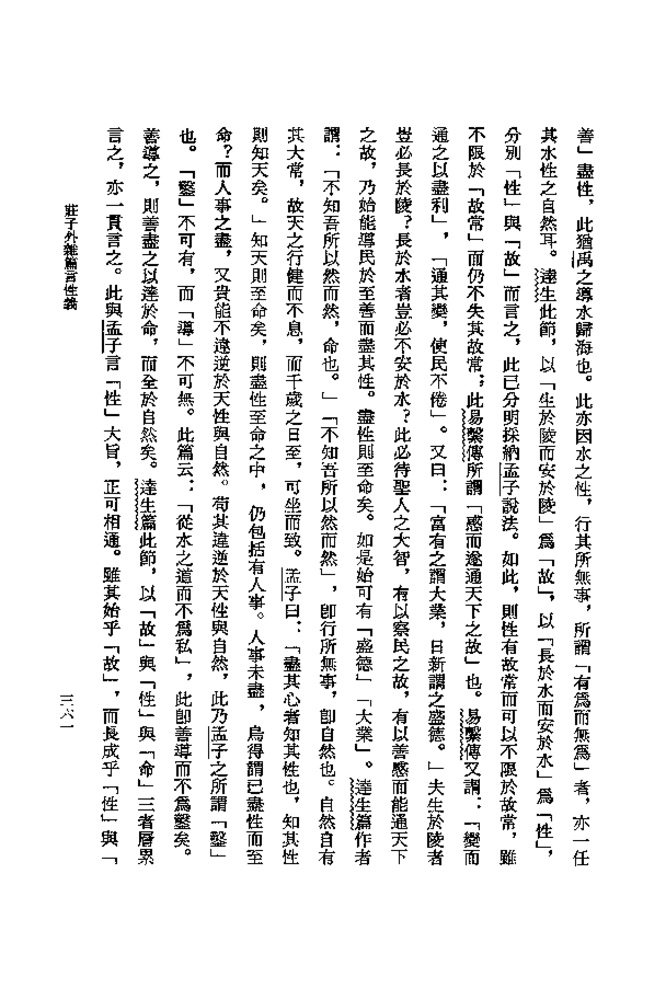 善」盡性，此猶禹之導水歸海也。此亦因水之性，行其所無事，所謂「有爲而無爲」者，亦一任
其水性之自然耳。達生此節，以「生於陵而安於陵」爲「故」，以「長於水而安於水」爲「性」，
分別「性」與「故」而言之，此已分明採納孟子說法。如此，則性有故常而可以不限於故常，雖
不限於「故常」而仍不失其故常；此易繫傳所謂「感而遂通天下之故」也。易繫傳又謂：「變而
通之以盡利」，「通其變，使民不倦」。又曰：「富有之謂大業，日新謂之盛德。」夫生於陵者
豈必長於陵？長於水者豈必不安於水？此必待聖人之大智，有以察民之故，有以善感而能通天下
之故，乃始能導民於至善而盡其性。盡性則至命矣。如是始可有「盛德」「大業」。達生篇作者
謂：「不知吾所以然而然，命也。」「不知吾所以然而然」，卽行所無事，卽自然也。自然自有
其大常，故天之行健而不息，而千歲之日至，可坐而致。孟子曰：「盡其心者知其性也，知其性
則知天矣。」知天則至命矣，則盡性至命之中，仍包括有人事。人事未盡，烏得謂已盡性而至
命？而人事之盡，又貴能不違逆於天性與自然。苟其違逆於天性與自然，此乃孟子之所謂「鑿」
也。「鑿」不可有，而「導」不可無。此篇云：「從水之道而不爲私」，此卽善導而不爲鑿矣。
善導之，則善盡之以達於命，而全於自然矣。達生篇此節，以「故」與「性」與「命」三者層累
言之，亦一貫言之。此與孟子言「性」大旨，正可相通。雖其始乎「故」，而長成乎「性」與「
莊子外雜篇言性義
三六一